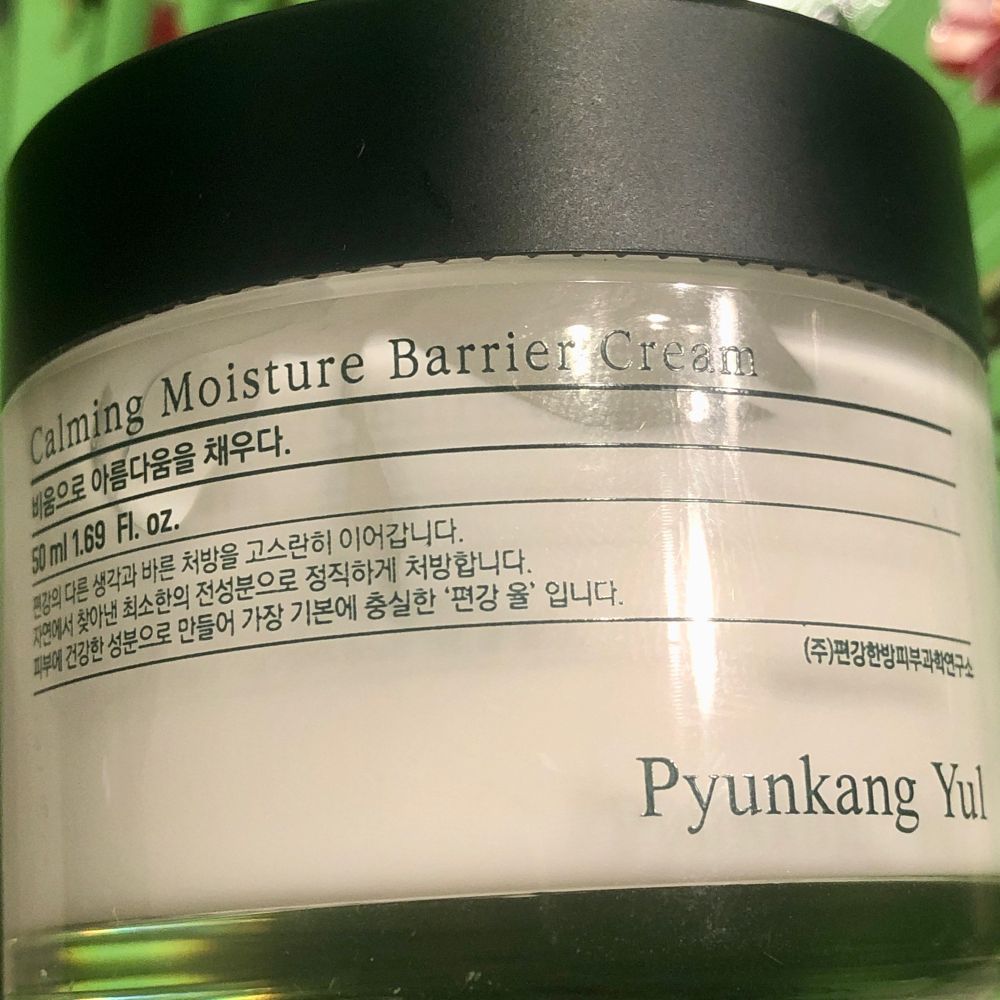 Calming Moisture Barrier Cream
비움으로 아름다움을 채우다.
50 ml 1.69 Fl. oz.
편강의 다른 생각과 바른 처방을 고스란히 이어갑니다.
자연에서 찾아낸 최소한의 전성분으로 정직하게 처방합니다.
피부에 건강한 성분으로 만들어 가장 기본에 충실한 ‘편강 율’ 입니다.
(주)편강한방피부과학연구소
Pyunkang Yul